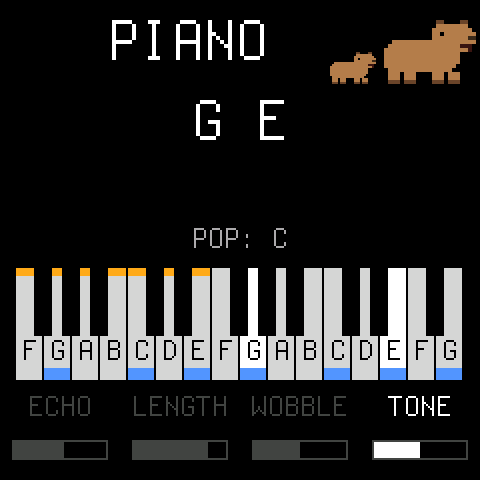 PIANO
G E
POP: C
F G A B C D E F G A B C D E F G
ECHO LENGTH WOBBLE TONE